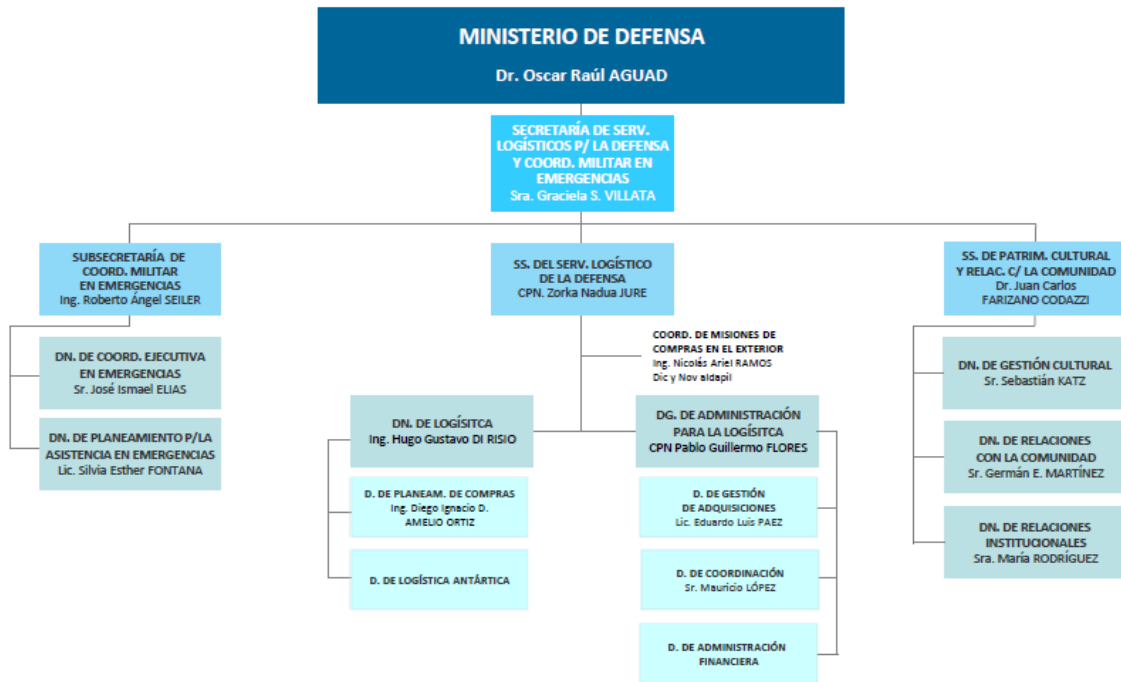 MINISTERIO DE DEFENSA
Dr. Oscar Raúl AGUAD
SECRETARÍA DE SERV.
LOGÍSTICOS P/ LA DEFENSA
Y COORD. MILITAR EN
EMERGENCIAS
Sra. Graciela S. VILLATA
SUBSECRETARÍA DE
COORD. MILITAR
EN EMERGENCIAS
Ing. Roberto Ángel SEILER
DN. DE COORD. EJECUTIVA
EN EMERGENCIAS
Sr. José Ismael ELIAS
DN. DE PLANEAMIENTO P/LA
ASISTENCIA EN EMERGENCIAS
Lic. Silvia Esther FONTANA
SS. DEL SERV. LOGÍSTICO
DE LA DEFENSA
CPN. Zorka Nadua JURE
COORD. DE MISIONES DE
COMPRAS EN EL EXTERIOR
Ing. Nicolás Ariel RAMOS
Dic y Nov aldapil
DN. DE LOGÍSITCA
Ing. Hugo Gustavo DI RISIO
D. DE PLANEAM. DE COMPRAS
Ing. Diego Ignacio D.
AMELIO ORTIZ
D. DE LOGÍSTICA ANTÁRTICA
DG. DE ADMINISTRACIÓN
PARA LA LOGÍSITCA
CPN Pablo Guillermo FLORES
D. DE GESTIÓN
DE ADQUISICIONES
Lic. Eduardo Luis PAEZ
D. DE COORDINACIÓN
Sr. Mauricio LÓPEZ
D. DE ADMINISTRACIÓN
FINANCIERA
SS. DE PATRIM. CULTURAL
Y RELAC. C/ LA COMUNIDAD
Dr. Juan Carlos
FARIZANO CODAZZI
DN. DE GESTIÓN CULTURAL
Sr. Sebastián KATZ
DN. DE RELACIONES
CON LA COMUNIDAD
Sr. Germán E. MARTÍNEZ
DN. DE RELACIONES
INSTITUCIONALES
Sra. María RODRÍGUEZ